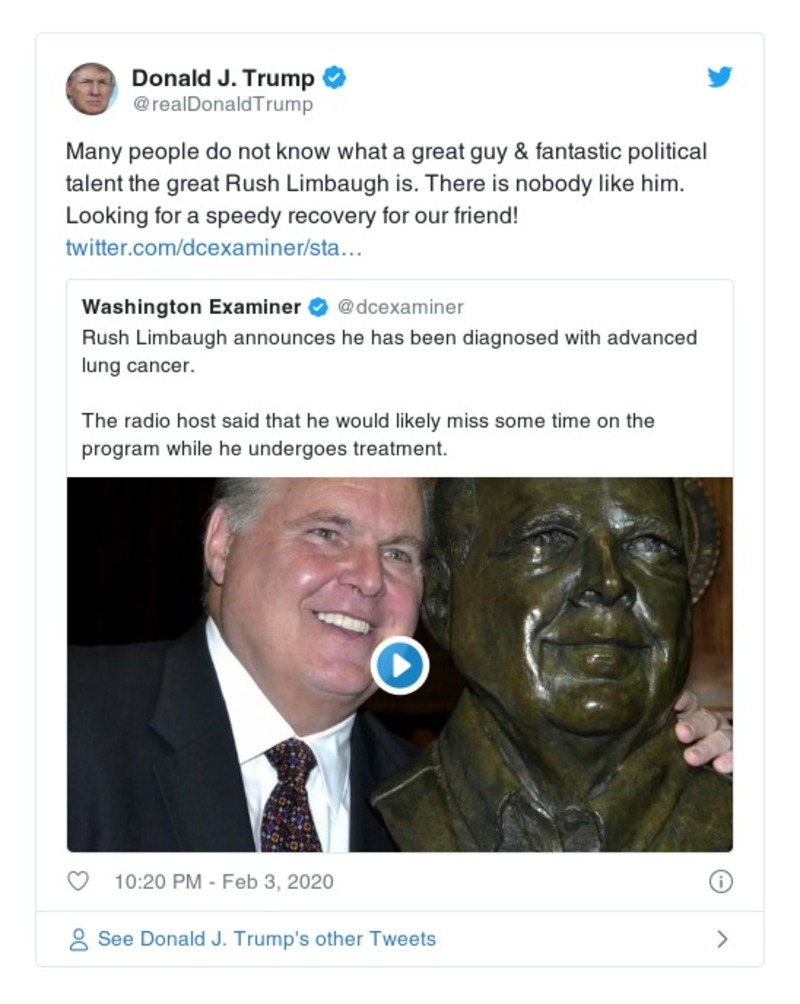 Donald J. Trump
@realDonaldTrump
Many people do not know what a great guy & fantastic political
talent the great Rush Limbaugh is. There is nobody like him.
Looking for a speedy recovery for our friend!
twitter.com/dcexaminer/sta…
Washington Examiner @dcexaminer
Rush Limbaugh announces he has been diagnosed with advanced
lung cancer.
The radio host said that he would likely miss some time on the
program while he undergoes treatment.
10:20 PM - Feb 3, 2020
See Donald J. Trump's other Tweets